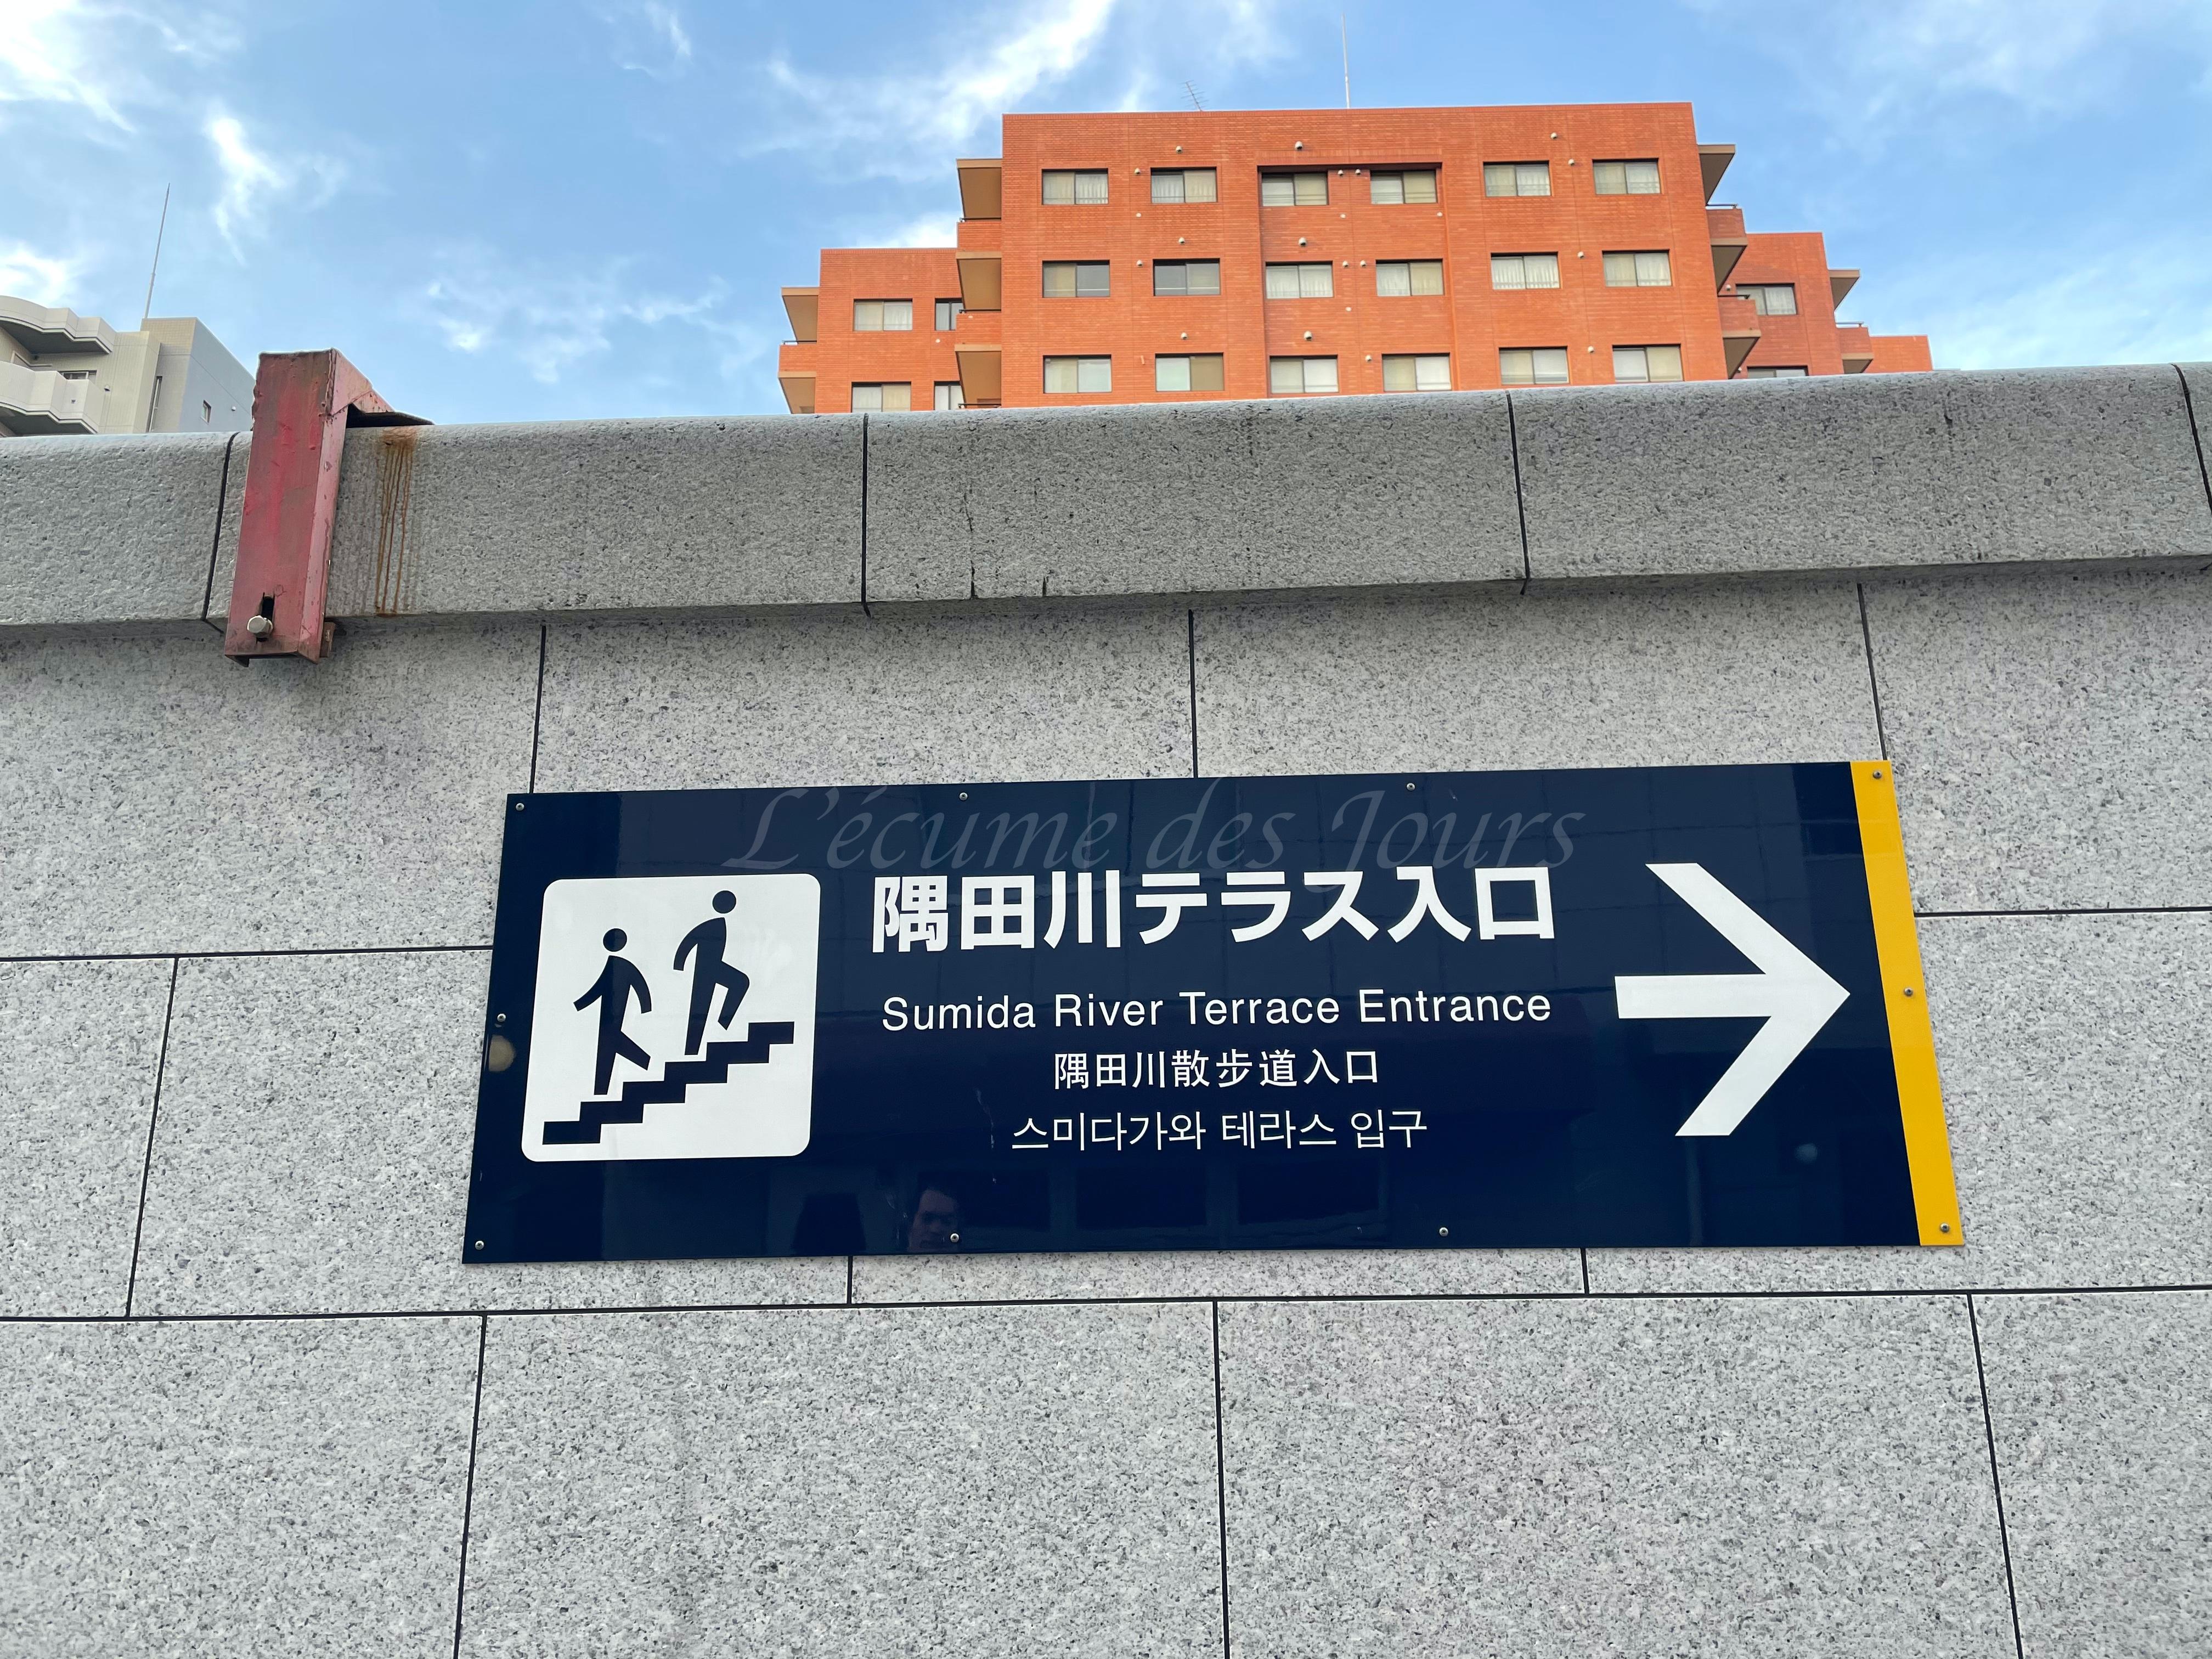 L'écume des Jours
隅田川テラス入口
Sumida River Terrace Entrance
隅田川散步道入口
스미다가와 테라스 입구